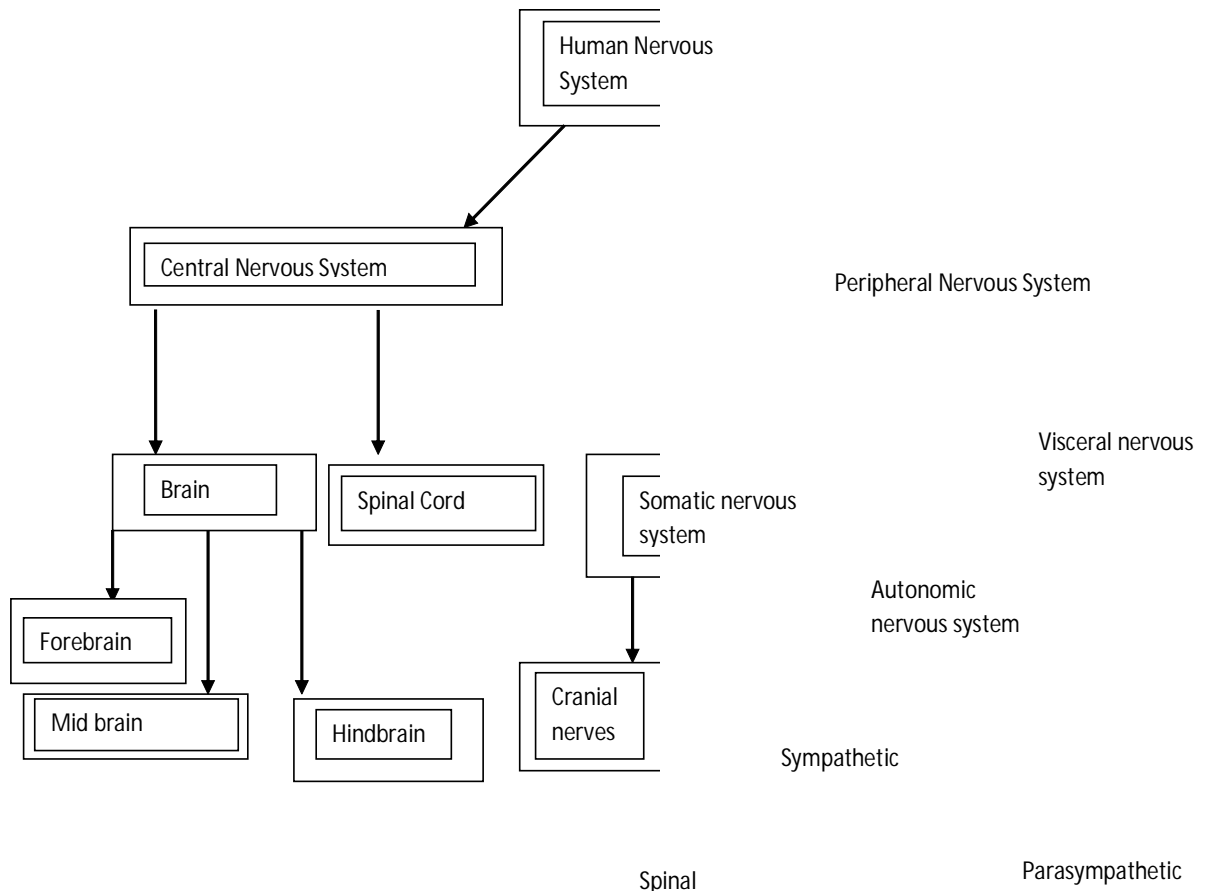 Human Nervous
System
Central Nervous System
Peripheral Nervous System
Visceral nervous
system
Brain
Spinal Cord
Somatic nervous
system
Autonomic
nervous system
Forebrain
Mid brain
Hindbrain
Cranial
nerves
Sympathetic
Spinal
Parasympathetic